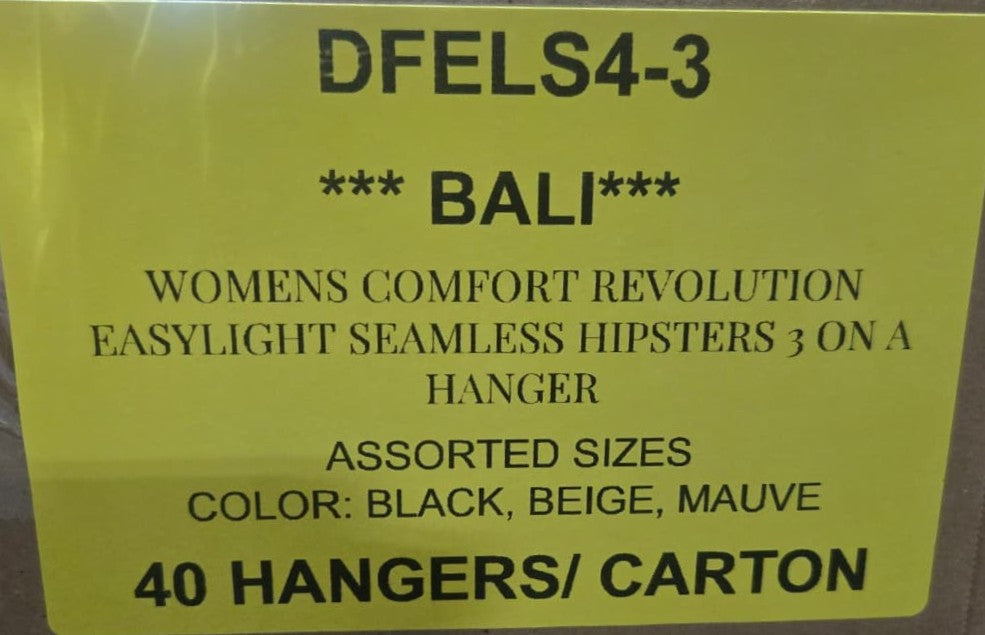 DFELS4-3
*** BALI***
WOMENS COMFORT REVOLUTION
EASYLIGHT SEAMLESS HIPSTERS 3 ON A
HANGER
ASSORTED SIZES
COLOR: BLACK, BEIGE, MAUVE
40 HANGERS/ CARTON